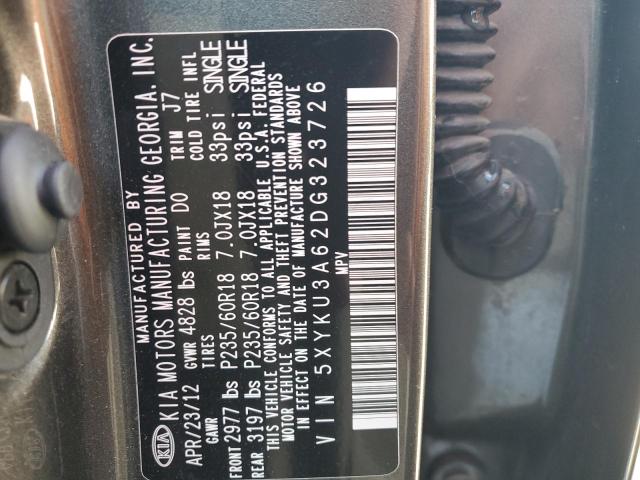 MANUFACTURED BY
KIA KIA MOTORS MANUFACTURING GEORGIA. INC.
APR/23/12 GVWR 4828 lbs PAINT DO TRIM J7
GAWR TIRES RIMS COLD TIRE INFL
FRONT 2977 lbs P235/60R18 7.0JX18 33psi SINGLE
REAR 3197 lbs P235/60R18 7.0JX18 33psi SINGLE
THIS VEHICLE CONFORMS TO ALL APPLICABLE U.S.A. FEDERAL
MOTOR VEHICLE SAFETY AND THEFT PREVENTION STANDARDS
IN EFFECT ON THE DATE OF MANUFACTURE SHOWN ABOVE
VIN 5XYKU3A62DG323726
MPV